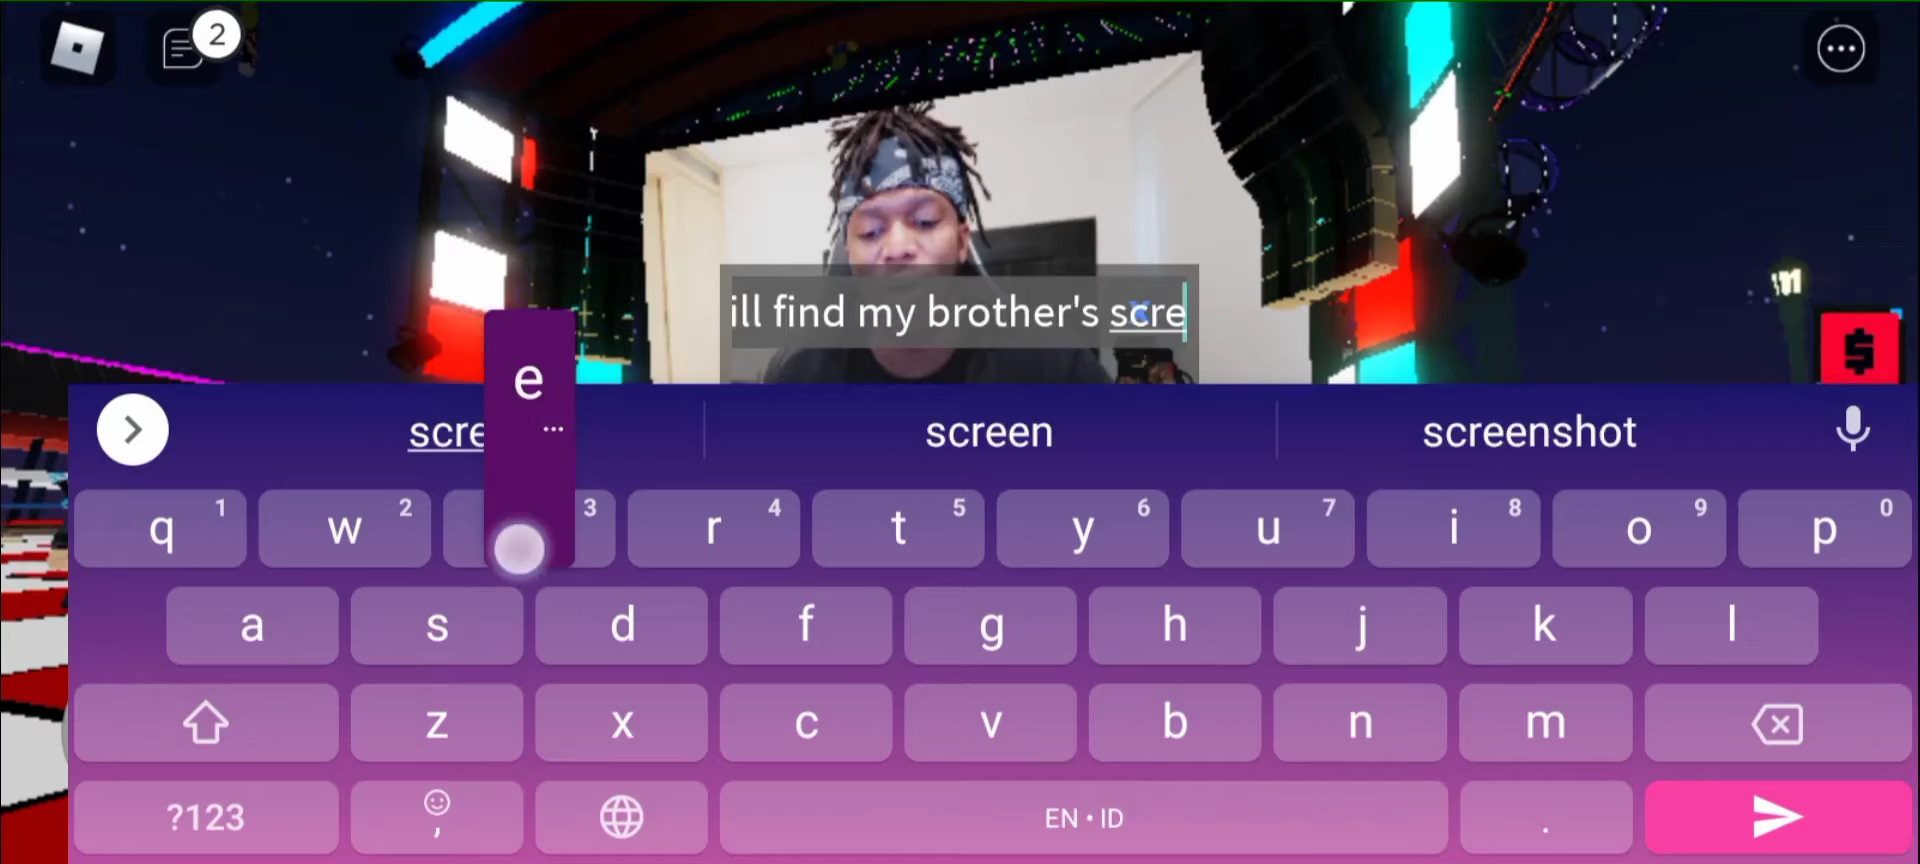 2
ill find my brother's scre
e
...
scre
screen
screenshot
q 1 w 2 3 r 4 t 5 y 6 u 7 i 8 o 9 p 0
a s d f g h j k l
z x c v b n m
?123 , EN • ID .
$